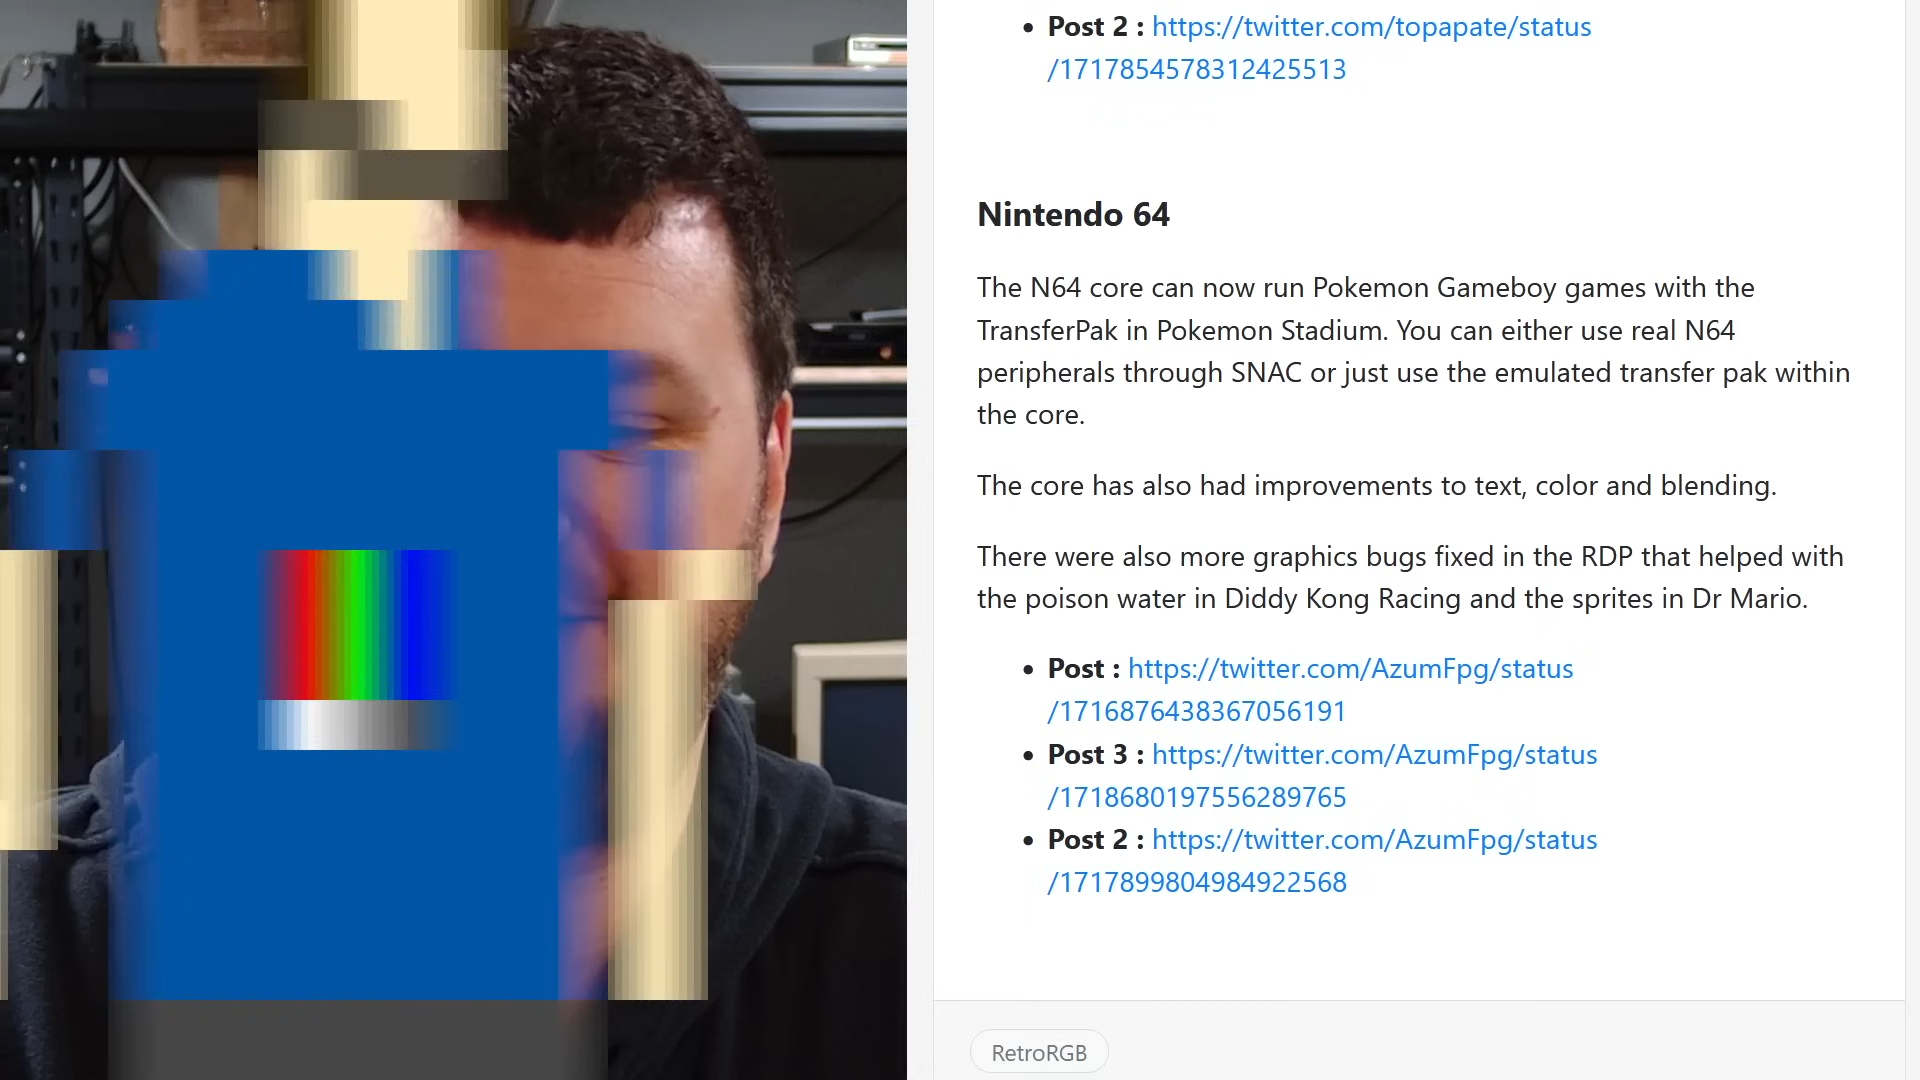 Post 2 : https://twitter.com/topapate/status
/1717854578312425513
Nintendo 64
The N64 core can now run Pokemon Gameboy games with the
TransferPak in Pokemon Stadium. You can either use real N64
peripherals through SNAC or just use the emulated transfer pak within
the core.
The core has also had improvements to text, color and blending.
There were also more graphics bugs fixed in the RDP that helped with
the poison water in Diddy Kong Racing and the sprites in Dr Mario.
Post : https://twitter.com/AzumFpg/status
/1716876438367056191
Post 3 : https://twitter.com/AzumFpg/status
/1718680197556289765
Post 2 : https://twitter.com/AzumFpg/status
/1717899804984922568
RetroRGB